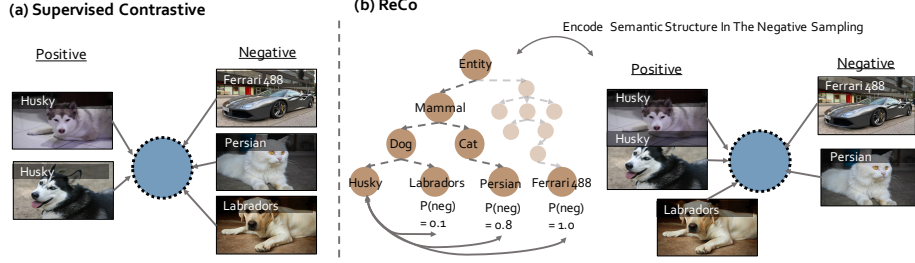 (a) Supervised Contrastive
Positive
Negative
Husky
Husky
Ferrari 488
Persian
Labradors
(b) ReCo
Encode Semantic Structure In The Negative Sampling
Entity
Mammal
Dog
Cat
Husky
Labradors
Persian
Ferrari 488
P(neg)
= 0.1
P(neg)
= 0.8
P(neg)
= 1.0
Positive
Negative
Husky
Husky
Labradors
Ferrari 488
Persian